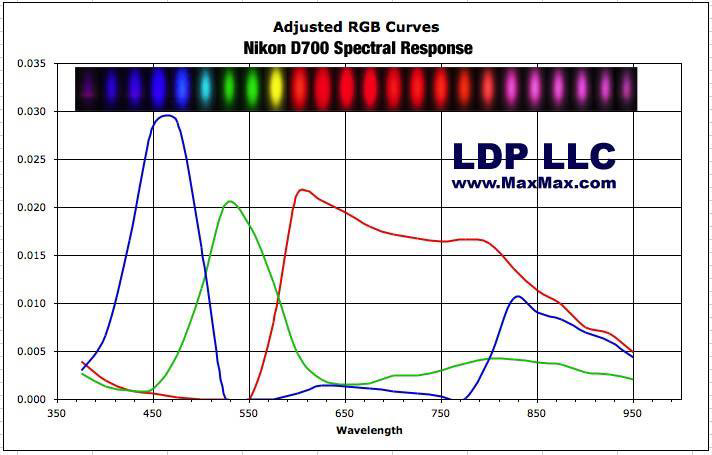 Adjusted RGB Curves
Nikon D700 Spectral Response
0.035
0.030
0.025
0.020
0.015
0.010
0.005
0.000
LDP LLC
www.MaxMax.com
350 450 550 650 750 850 950
Wavelength